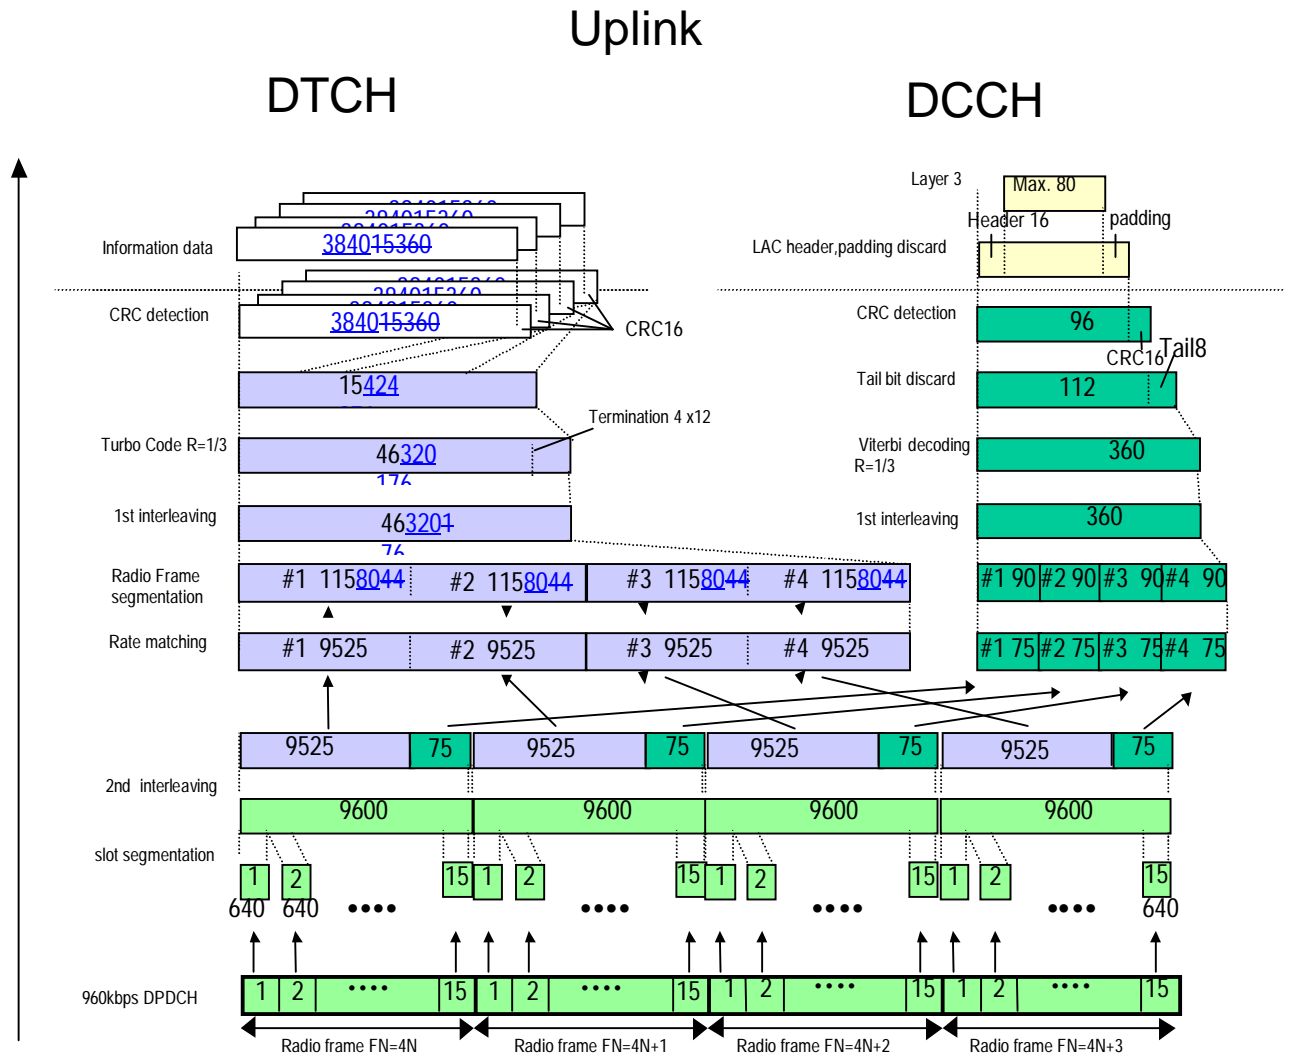 Uplink
DTCH
DCCH
Layer 3
Max. 80
Header 16
padding
Information data
384015360
LAC header,padding discard
CRC detection
384015360
CRC16
CRC detection
96
CRC16
Tail8
15424
Tail bit discard
112
Termination 4 x12
Turbo Code R=1/3
46320
176
Viterbi decoding
R=1/3
360
1st interleaving
463201
76
1st interleaving
360
Radio Frame
segmentation
#1 1158044
#2 1158044
#3 1158044
#4 1158044
#1 90
#2 90
#3 90
#4 90
Rate matching
#1 9525
#2 9525
#3 9525
#4 9525
#1 75
#2 75
#3 75
#4 75
9525
75
9525
75
9525
75
9525
75
2nd interleaving
9600
9600
9600
9600
slot segmentation
1
2
15
1
2
15
1
2
15
1
2
15
640
640
••••
••••
••••
••••
640
960kbps DPDCH
1
2
••••
15
1
2
••••
15
1
2
••••
15
1
2
••••
15
Radio frame FN=4N
Radio frame FN=4N+1
Radio frame FN=4N+2
Radio frame FN=4N+3